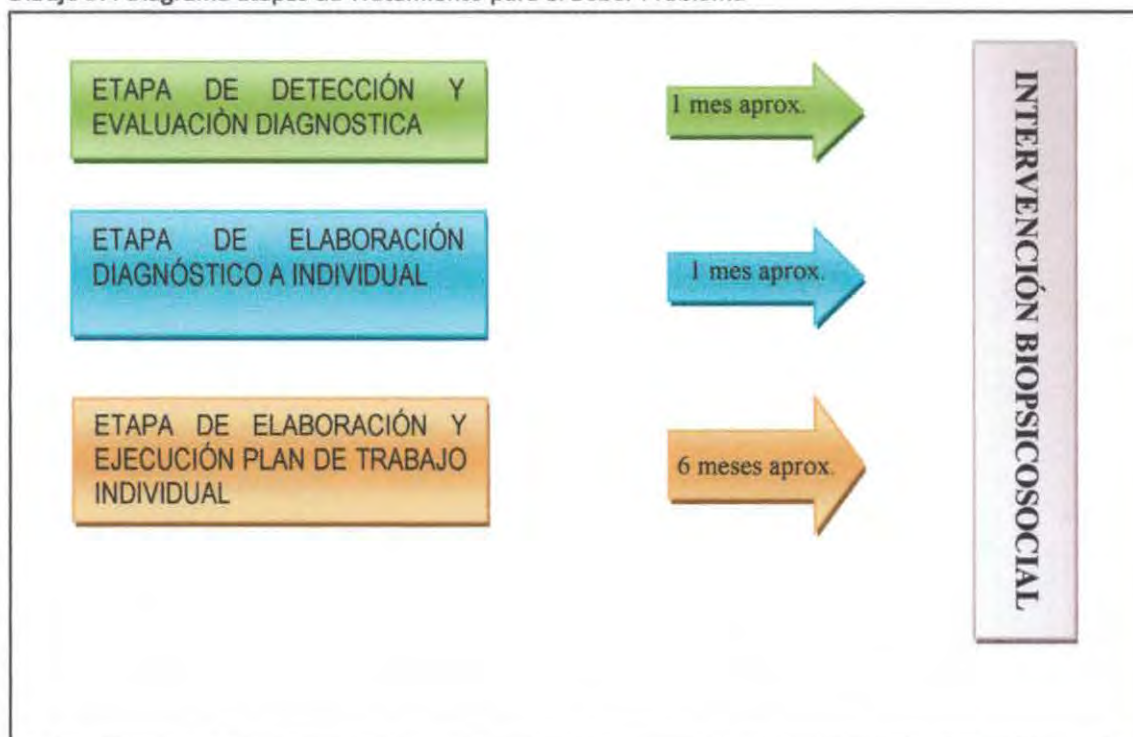 ETAPA DE DETECCIÓN Y
EVALUACIÒN DIAGNOSTICA
1 mes aprox.
ETAPA DE ELABORACIÓN
DIAGNÓSTICO A INDIVIDUAL
1 mes aprox.
ETAPA DE ELABORACIÓN Y
EJECUCIÓN PLAN DE TRABAJO
INDIVIDUAL
6 meses aprox.
INTERVENCIÓN BIOPSICOSOCIAL